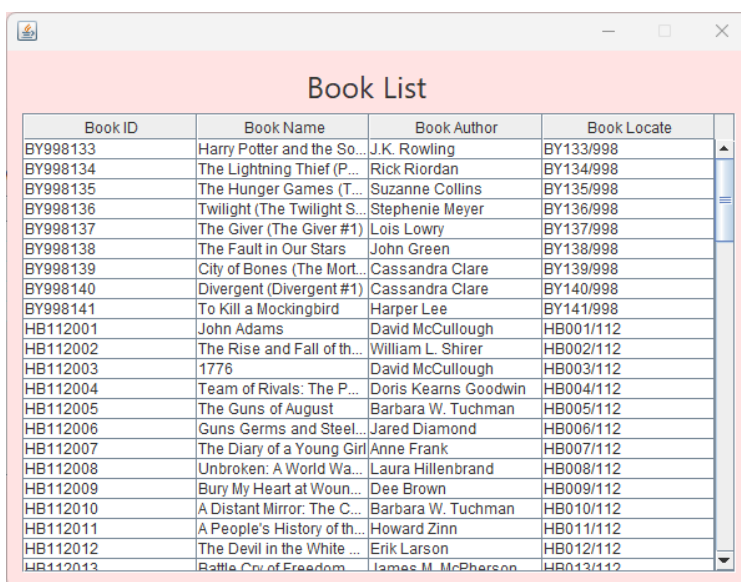 Book List
Book ID Book Name Book Author Book Locate
BY998133 Harry Potter and the So... J.K. Rowling BY133/998
BY998134 The Lightning Thief (P... Rick Riordan BY134/998
BY998135 The Hunger Games (T... Suzanne Collins BY135/998
BY998136 Twilight (The Twilight S... Stephenie Meyer BY136/998
BY998137 The Giver (The Giver #1) Lois Lowry BY137/998
BY998138 The Fault in Our Stars John Green BY138/998
BY998139 City of Bones (The Mort... Cassandra Clare BY139/998
BY998140 Divergent (Divergent #1) Cassandra Clare BY140/998
BY998141 To Kill a Mockingbird Harper Lee BY141/998
HB112001 John Adams David McCullough HB001/112
HB112002 The Rise and Fall of th... William L. Shirer HB002/112
HB112003 1776 David McCullough HB003/112
HB112004 Team of Rivals: The P... Doris Kearns Goodwin HB004/112
HB112005 The Guns of August Barbara W. Tuchman HB005/112
HB112006 Guns Germs and Steel... Jared Diamond HB006/112
HB112007 The Diary of a Young Girl Anne Frank HB007/112
HB112008 Unbroken: A World Wa... Laura Hillenbrand HB008/112
HB112009 Bury My Heart at Woun... Dee Brown HB009/112
HB112010 A Distant Mirror: The C... Barbara W. Tuchman HB010/112
HB112011 A People's History of th... Howard Zinn HB011/112
HB112012 The Devil in the White ... Erik Larson HB012/112
HB112013 Battle Cry of Freedom James M. McPherson HB013/112